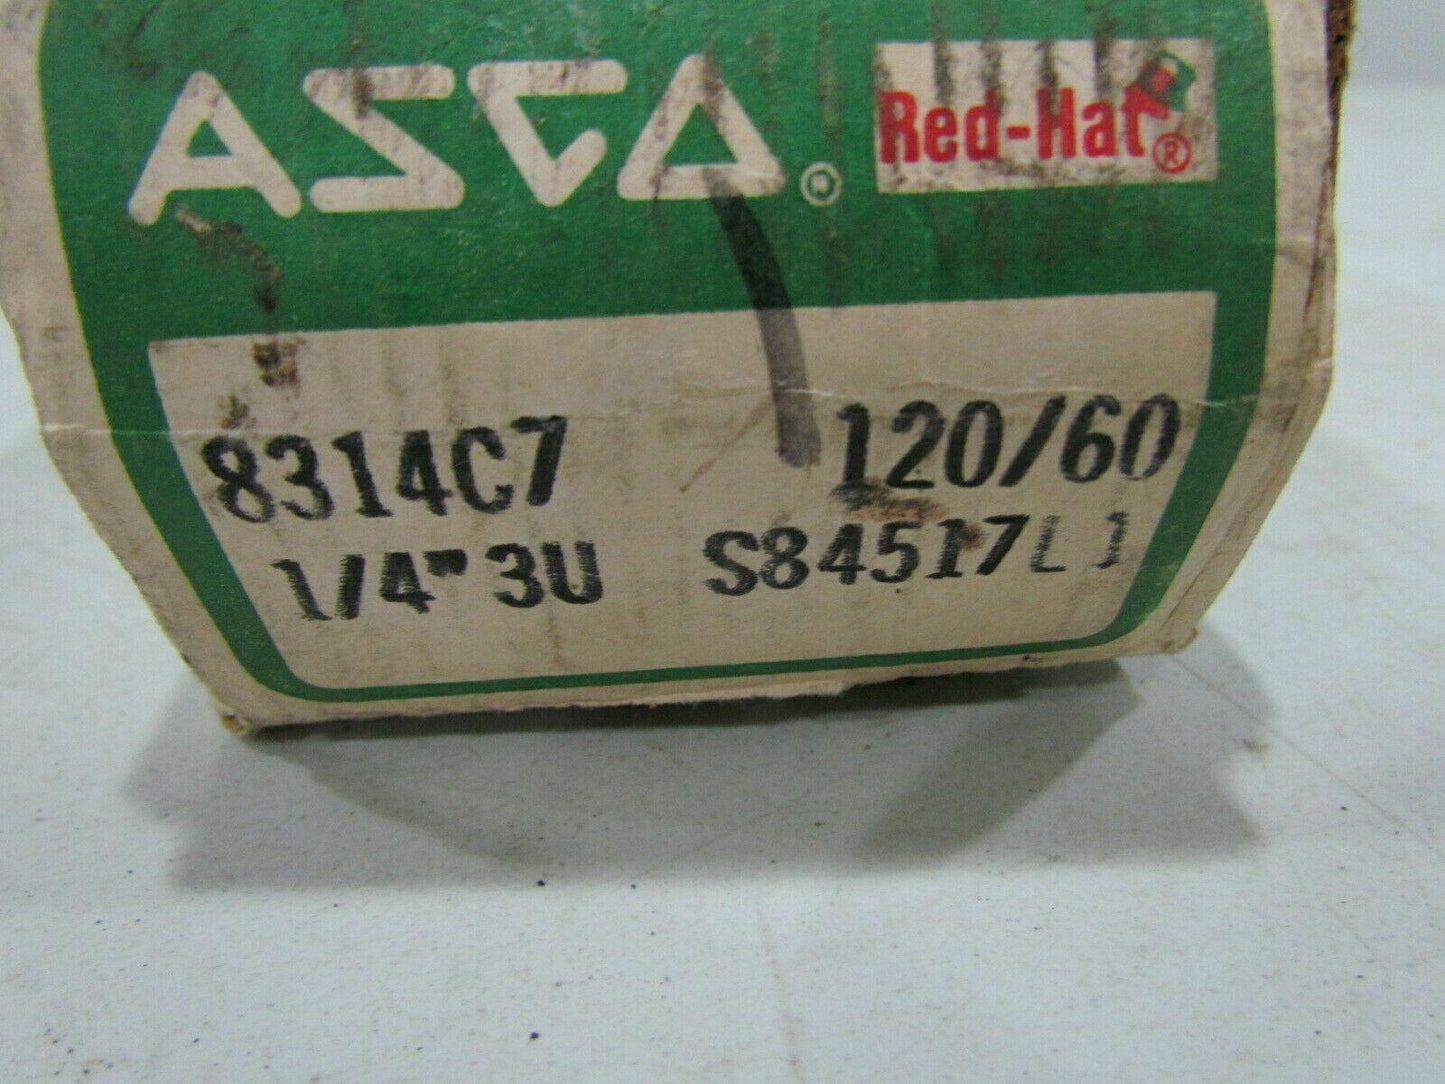 ASCO ®
Red-Hat ®
8314C7 120/60
1/4" 3U S84517